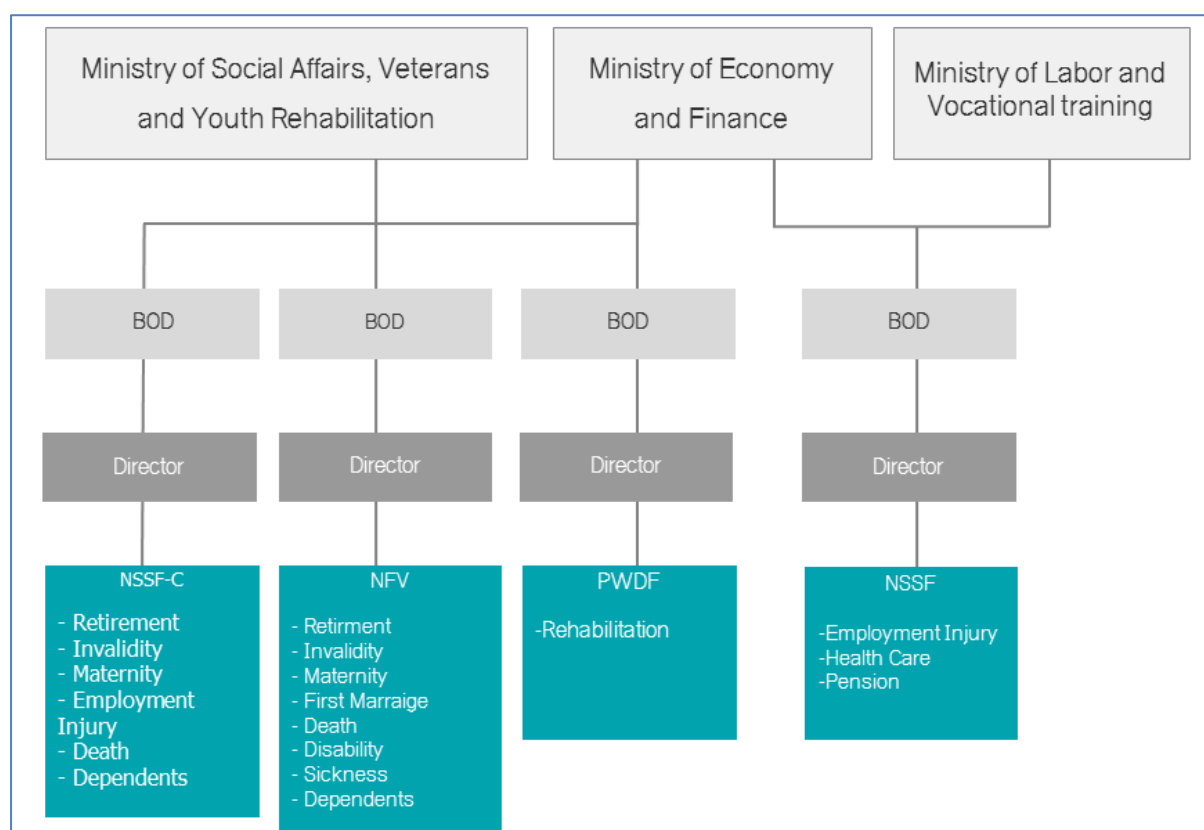 Ministry of Social Affairs, Veterans
and Youth Rehabilitation
Ministry of Economy
and Finance
Ministry of Labor and
Vocational training
BOD
BOD
BOD
BOD
Director
Director
Director
Director
NSSF-C
- Retirement
- Invalidity
- Maternity
- Employment
Injury
- Death
- Dependents
NFV
- Retirment
- Invalidity
- Maternity
- First Marraige
- Death
- Disability
- Sickness
- Dependents
PWDF
-Rehabilitation
NSSF
-Employment Injury
-Health Care
-Pension